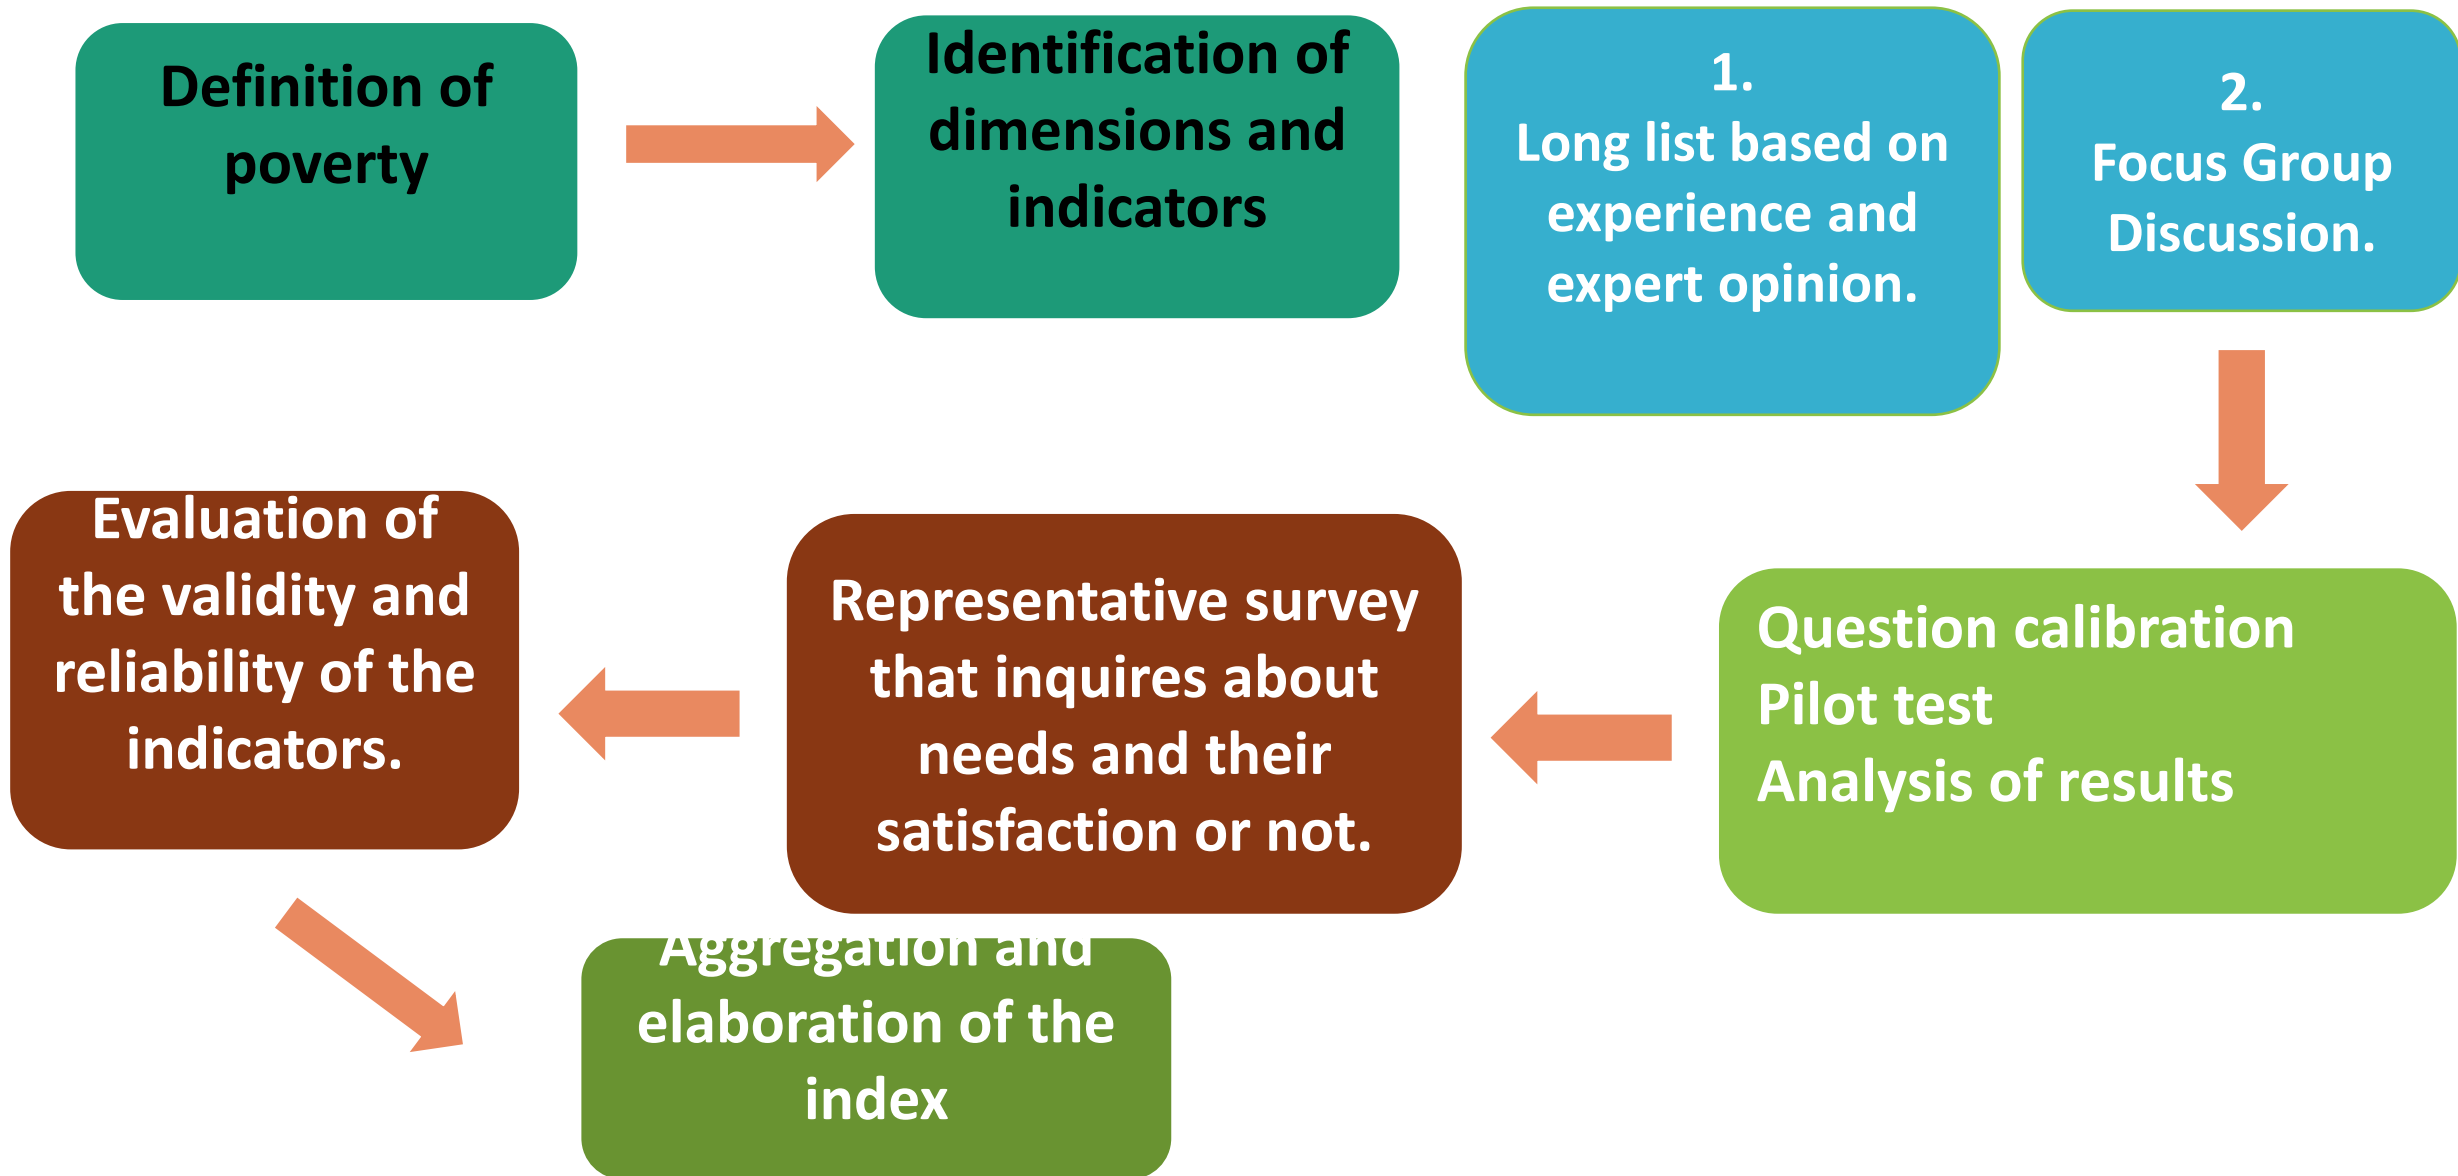 Definition of
poverty
Identification of
dimensions and
indicators
1.
Long list based on
experience and
expert opinion.
2.
Focus Group
Discussion.
Question calibration
Pilot test
Analysis of results
Representative survey
that inquires about
needs and their
satisfaction or not.
Evaluation of
the validity and
reliability of the
indicators.
Aggregation and
elaboration of the
index